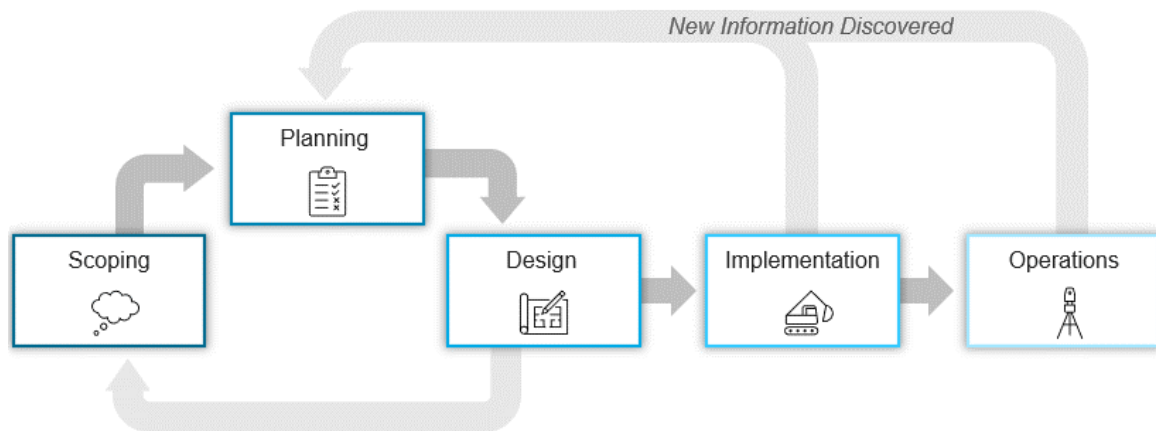 New Information Discovered
Planning
Scoping
Design
Implementation
Operations